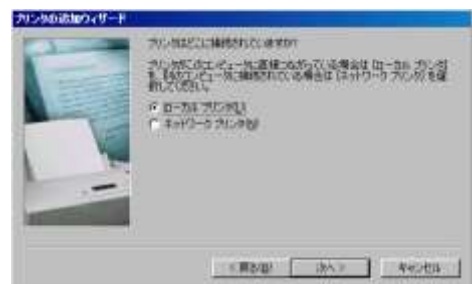 プリンタの追加ウィザード
プリンタはどこに接続されていますか?
プリンタがこのコンピュータに直接つながっている場合は [ローカル プリンタ]
を、別のコンピュータに接続されている場合は [ネットワーク プリンタ] を選
択してください。
ローカル プリンタ(L)
ネットワーク プリンタ(N)
< 戻る(B)
次へ >
キャンセル